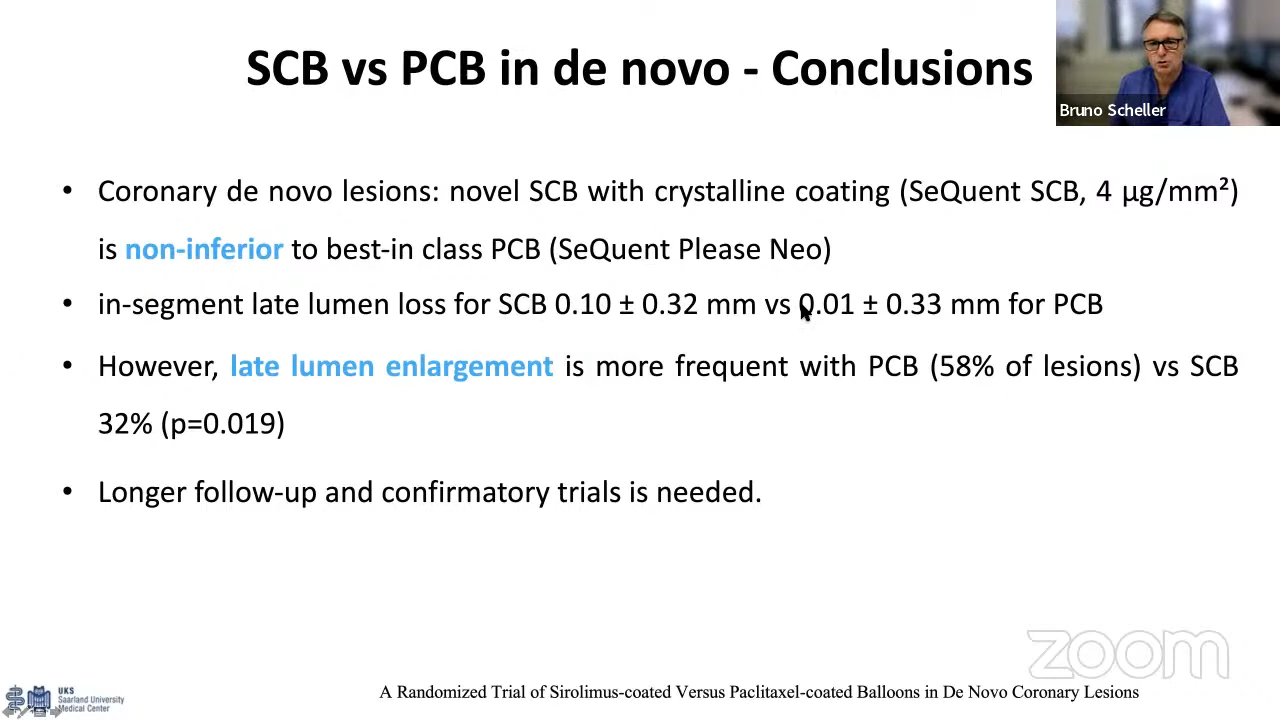 SCB vs PCB in de novo - Conclusions
Bruno Scheller
• Coronary de novo lesions: novel SCB with crystalline coating (SeQuent SCB, 4 µg/mm²)
is non-inferior to best-in class PCB (SeQuent Please Neo)
• in-segment late lumen loss for SCB 0.10 ± 0.32 mm vs 0.01 ± 0.33 mm for PCB
• However, late lumen enlargement is more frequent with PCB (58% of lesions) vs SCB
32% (p=0.019)
• Longer follow-up and confirmatory trials is needed.
zoom
UKS
Saarland University
Medical Center
A Randomized Trial of Sirolimus-coated Versus Paclitaxel-coated Balloons in De Novo Coronary Lesions